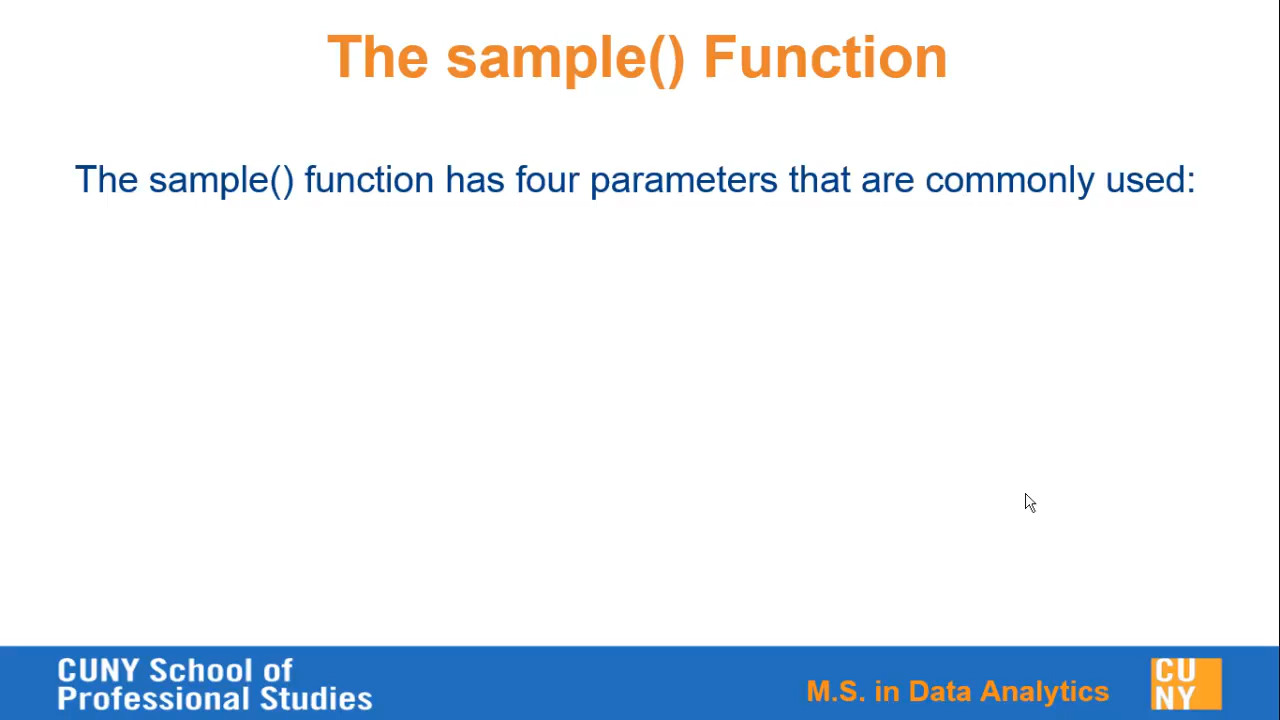 The sample() Function
The sample() function has four parameters that are commonly used:
CUNY School of
Professional Studies
M.S. in Data Analytics
CU
NY